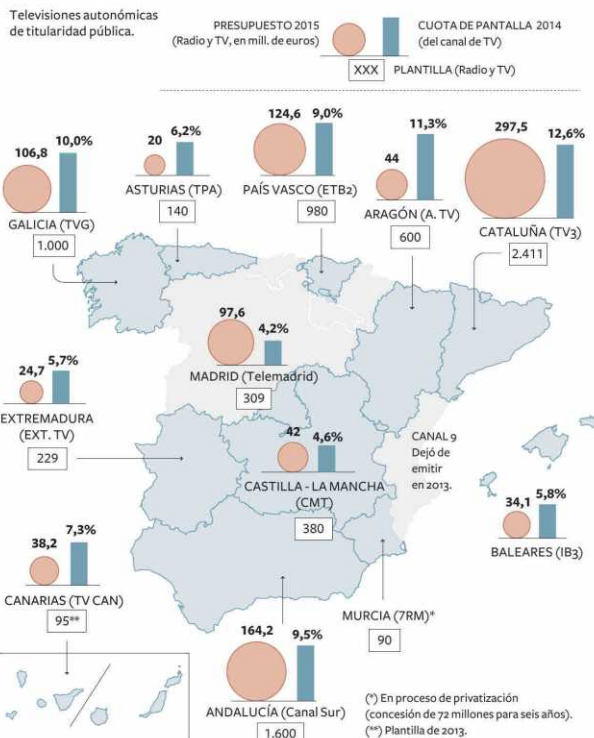 Televisiones autonómicas
de titularidad pública.
PRESUPUESTO 2015
(Radio y TV, en mill. de euros)
CUOTA DE PANTALLA 2014
(del canal de TV)
XXX PLANTILLA (Radio y TV)
106,8 10,0%
GALICIA (TVG)
1.000
20 6,2%
ASTURIAS (TPA)
140
124,6 9,0%
PAÍS VASCO (ETB2)
980
44 11,3%
ARAGÓN (A. TV)
600
297,5 12,6%
CATALUÑA (TV3)
2.411
97,6 4,2%
MADRID (Telemadrid)
309
24,7 5,7%
EXTREMADURA
(EXT. TV)
229
42 4,6%
CASTILLA - LA MANCHA
(CMT)
380
CANAL 9
Dejó de
emitir
en 2013.
34,1 5,8%
BALEARES (IB3)
38,2 7,3%
CANARIAS (TV CAN)
95**
MURCIA (7RM)*
90
164,2 9,5%
ANDALUCÍA (Canal Sur)
1.600
(*) En proceso de privatización
(concesión de 72 millones para seis años).
(**) Plantilla de 2013.